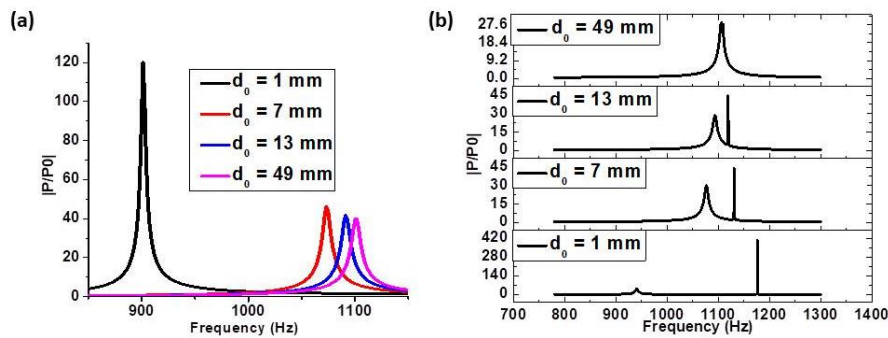 (a)
|P/P0|
120
100
80
60
40
20
0
d₀ = 1 mm
d₀ = 7 mm
d₀ = 13 mm
d₀ = 49 mm
900
1000
1100
Frequency (Hz)
(b)
|P/P0|
27.6
18.4
9.2
0.0
d₀ = 49 mm
45
30
15
0
d₀ = 13 mm
45
30
15
0
d₀ = 7 mm
420
280
140
0
d₀ = 1 mm
700 800 900 1000 1100 1200 1300 1400
Frequency (Hz)